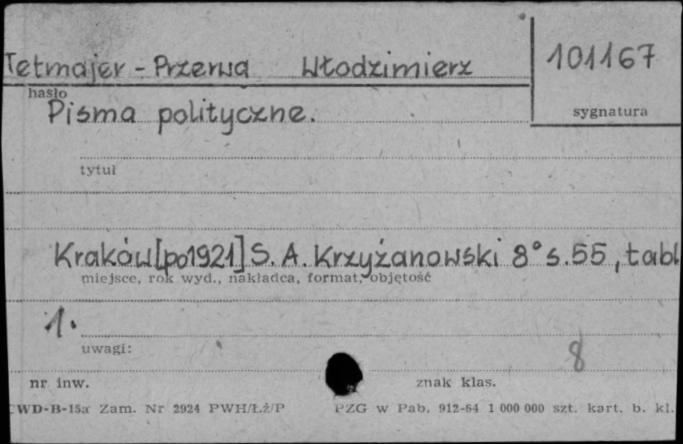 Tetmajer - Przerwa Włodzimierz 101167
hasło
sygnatura
Pisma polityczne.
tytuł
Kraków [po1921] S. A. Krzyżanowski 8° s. 55, tabl
miejsce, rok wyd., nakładca, format, objętość
1.
uwagi:
8
nr inw. znak klas.
WD-B-15a Zam. Nr 2924 PWH/Łż/P PZG w Pab. 912-64 1 000 000 szt. kart. b. kl.